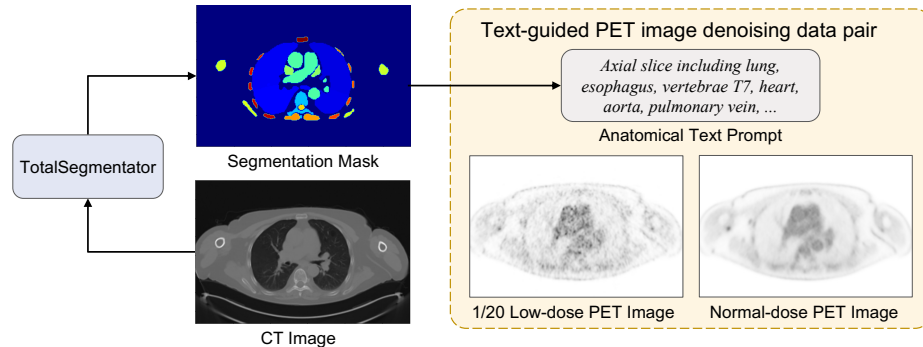 TotalSegmentator
Segmentation Mask
CT Image
Text-guided PET image denoising data pair
Axial slice including lung,
esophagus, vertebrae T7, heart,
aorta, pulmonary vein, ...
Anatomical Text Prompt
1/20 Low-dose PET Image
Normal-dose PET Image